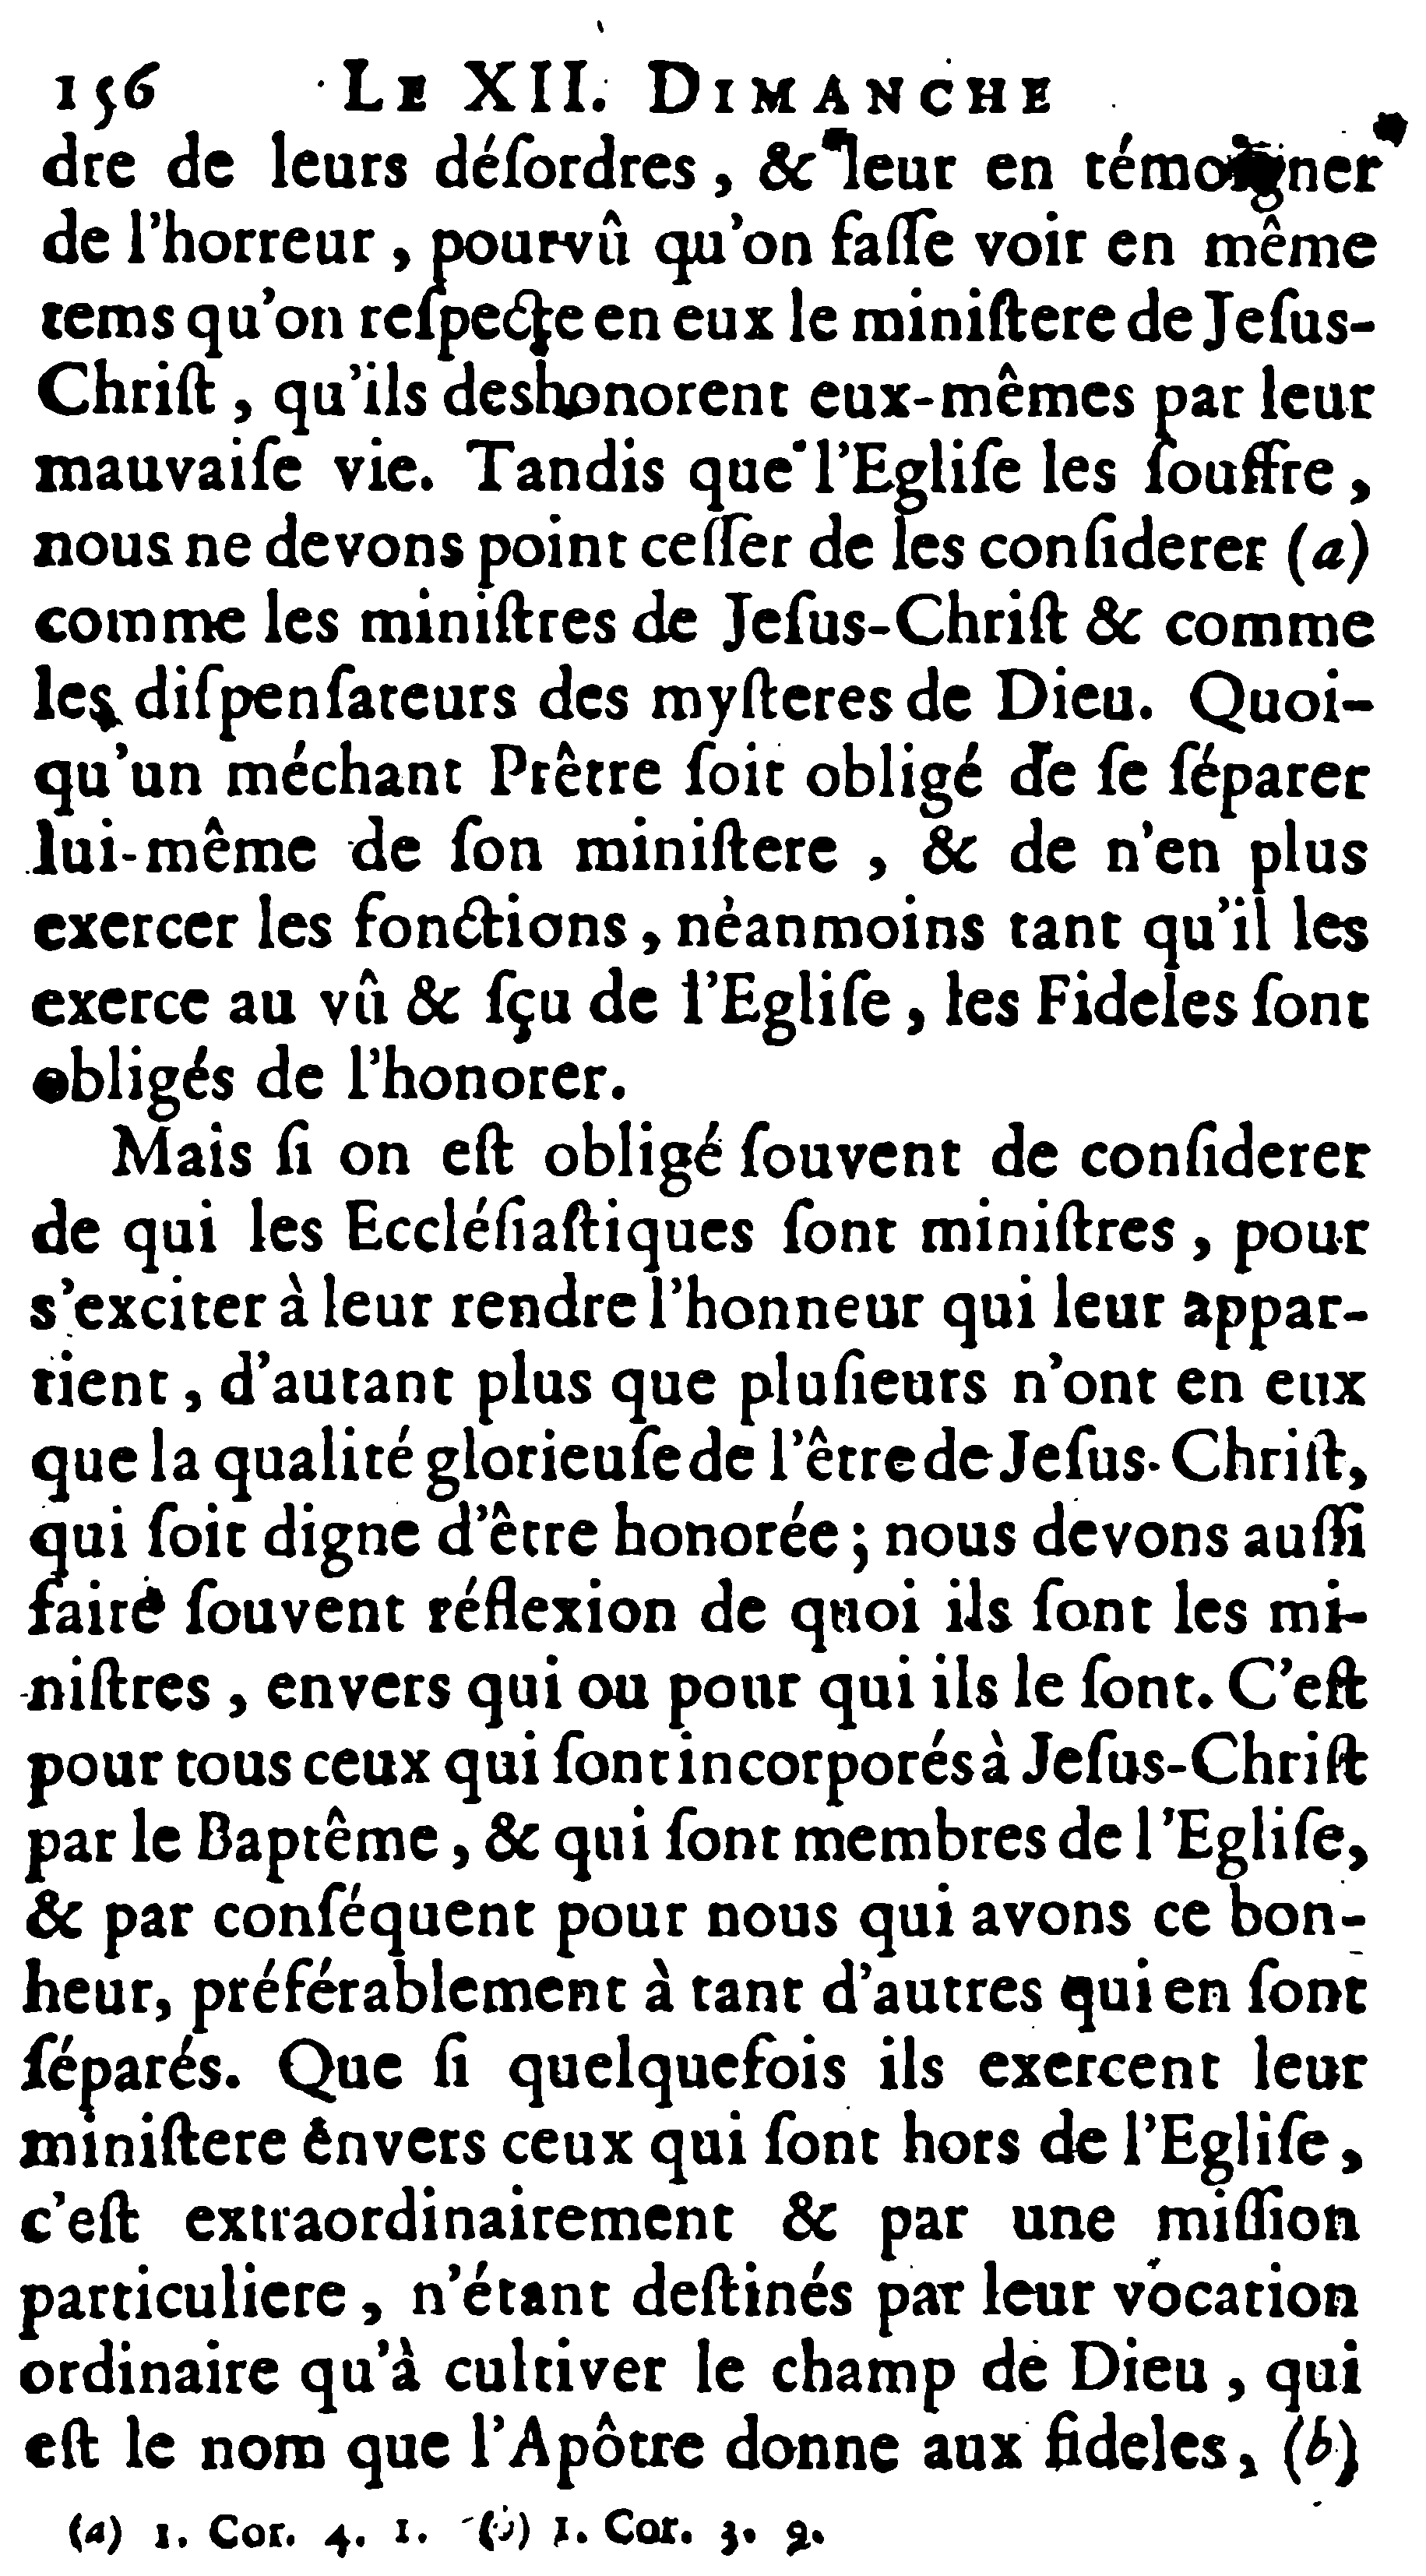 156 LE XII. DIMANCHE
dre de leurs déſordres, & leur en témoigner
de l'horreur, pourvû qu'on faſſe voir en même
tems qu'on reſpecte en eux le miniſtere de Jeſus-
Chriſt, qu'ils deshonorent eux-mêmes par leur
mauvaiſe vie. Tandis que l'Egliſe les ſouffre,
nous ne devons point ceſſer de les conſiderer (a)
comme les miniſtres de Jeſus-Chriſt & comme
les diſpenſateurs des myſteres de Dieu. Quoi-
qu'un méchant Prêtre ſoit obligé de ſe ſéparer
lui-même de ſon miniſtere, & de n'en plus
exercer les fonctions, néanmoins tant qu'il les
exerce au vû & ſçu de l'Egliſe, les Fideles ſont
obligés de l'honorer.
Mais ſi on eſt obligé ſouvent de conſiderer
de qui les Eccléſiaſtiques ſont miniſtres, pour
s'exciter à leur rendre l'honneur qui leur appar-
tient, d'autant plus que pluſieurs n'ont en eux
que la qualité glorieuſe de l'être de Jeſus-Chriſt,
qui ſoit digne d'être honorée; nous devons auſſi
faire ſouvent réflexion de quoi ils ſont les mi-
niſtres, envers qui ou pour qui ils le ſont. C'eſt
pour tous ceux qui ſont incorporés à Jeſus-Chriſt
par le Baptême, & qui ſont membres de l'Egliſe,
& par conſéquent pour nous qui avons ce bon-
heur, préférablement à tant d'autres qui en ſont
ſéparés. Que ſi quelquefois ils exercent leur
miniſtere envers ceux qui ſont hors de l'Egliſe,
c'eſt extraordinairement & par une miſſion
particuliere, n'étant deſtinés par leur vocation
ordinaire qu'à cultiver le champ de Dieu, qui
eſt le nom que l'Apôtre donne aux fideles, (b)
(a) 1. Cor. 4. 1. (b) 1. Cor. 3. 9.